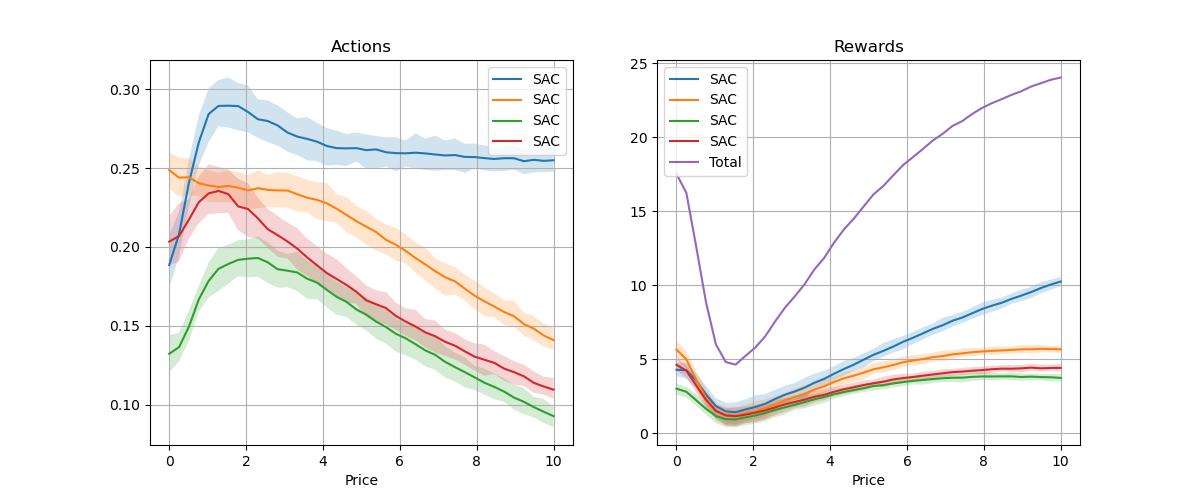 Actions
0.30
0.25
0.20
0.15
0.10
0 2 4 6 8 10
Price
SAC
SAC
SAC
SAC
Rewards
25
20
15
10
5
0
0 2 4 6 8 10
Price
SAC
SAC
SAC
SAC
Total